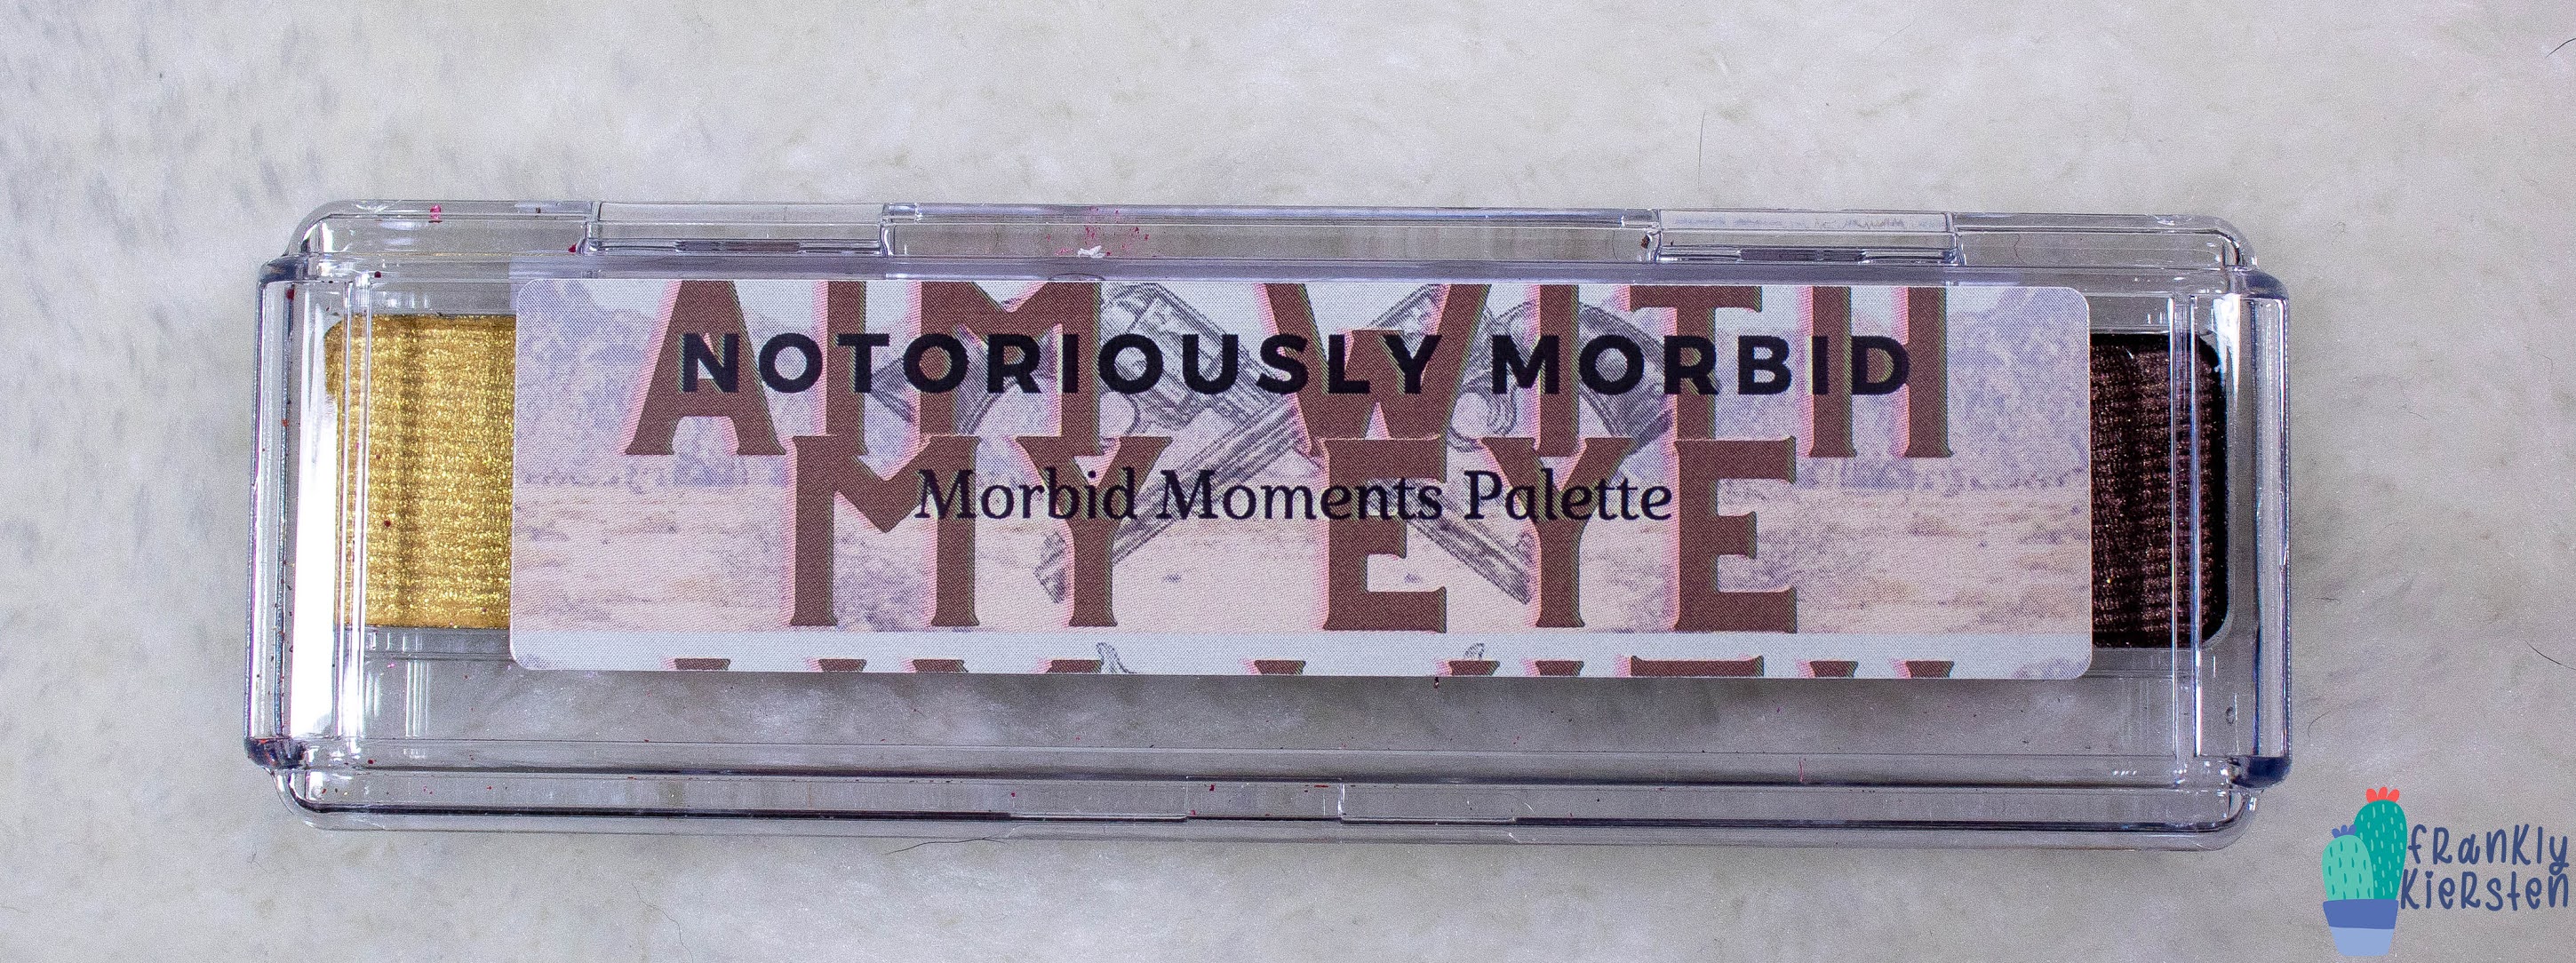 AIM WITH
NOTORIOUSLY MORBID
MY EYE
Morbid Moments Palette
FRanKly
KieRsten